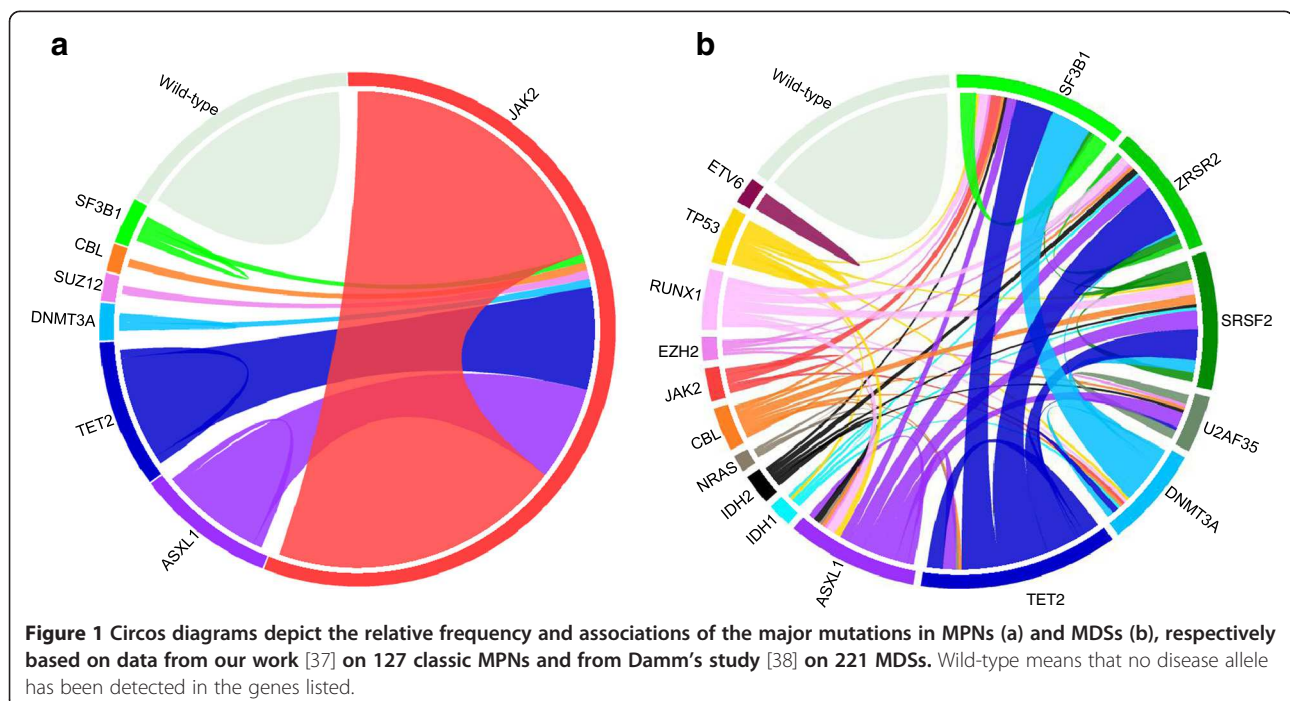 a
Wild-type
JAK2
SF3B1
CBL
SUZ12
DNMT3A
TET2
ASXL1
b
Wild-type
SF3B1
ETV6
ZRSR2
TP53
RUNX1
SRSF2
EZH2
JAK2
U2AF35
CBL
NRAS
DNMT3A
IDH2
IDH1
ASXL1
TET2
Figure 1 Circos diagrams depict the relative frequency and associations of the major mutations in MPNs (a) and MDSs (b), respectively
based on data from our work [37] on 127 classic MPNs and from Damm's study [38] on 221 MDSs. Wild-type means that no disease allele
has been detected in the genes listed.